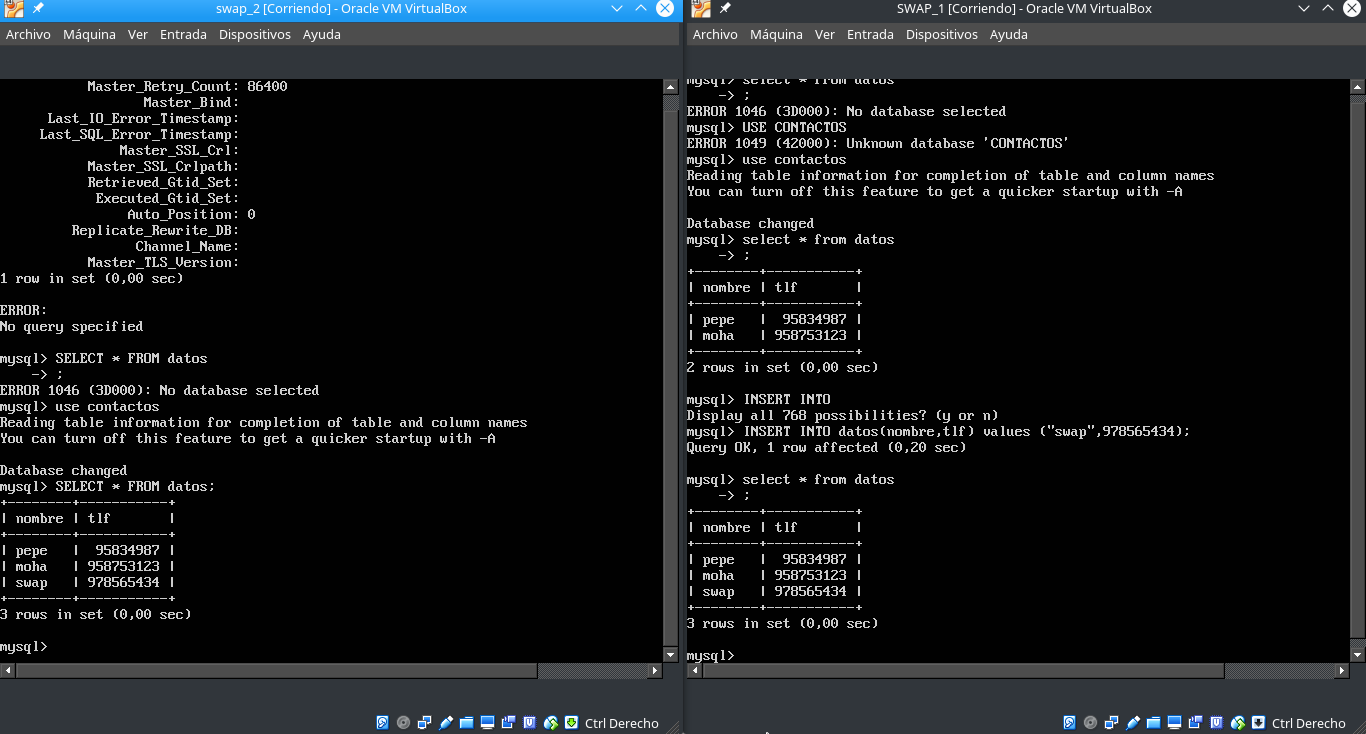 swap_2 [Corriendo] - Oracle VM VirtualBox
Archivo Máquina Ver Entrada Dispositivos Ayuda
Master_Retry_Count: 86400
Master_Bind:
Last_IO_Error_Timestamp:
Last_SQL_Error_Timestamp:
Master_SSL_Crl:
Master_SSL_Crlpath:
Retrieved_Gtid_Set:
Executed_Gtid_Set:
Auto_Position: 0
Replicate_Rewrite_DB:
Channel_Name:
Master_TLS_Version:
1 row in set (0,00 sec)
ERROR:
No query specified
mysql> SELECT * FROM datos
-> ;
ERROR 1046 (3D000): No database selected
mysql> use contactos
Reading table information for completion of table and column names
You can turn off this feature to get a quicker startup with -A
Database changed
mysql> SELECT * FROM datos;
+--------+-----------+
| nombre | tlf       |
+--------+-----------+
| pepe   |  95834987 |
| moha   | 958753123 |
| swap   | 978565434 |
+--------+-----------+
3 rows in set (0,00 sec)
mysql>
Ctrl Derecho
SWAP_1 [Corriendo] - Oracle VM VirtualBox
Archivo Máquina Ver Entrada Dispositivos Ayuda
mysql> select * from datos
-> ;
ERROR 1046 (3D000): No database selected
mysql> USE CONTACTOS
ERROR 1049 (42000): Unknown database 'CONTACTOS'
mysql> use contactos
Reading table information for completion of table and column names
You can turn off this feature to get a quicker startup with -A
Database changed
mysql> select * from datos
-> ;
+--------+-----------+
| nombre | tlf       |
+--------+-----------+
| pepe   |  95834987 |
| moha   | 958753123 |
+--------+-----------+
2 rows in set (0,00 sec)
mysql> INSERT INTO
Display all 768 possibilities? (y or n)
mysql> INSERT INTO datos(nombre,tlf) values ("swap",978565434);
Query OK, 1 row affected (0,20 sec)
mysql> select * from datos
-> ;
+--------+-----------+
| nombre | tlf       |
+--------+-----------+
| pepe   |  95834987 |
| moha   | 958753123 |
| swap   | 978565434 |
+--------+-----------+
3 rows in set (0,00 sec)
mysql>
Ctrl Derecho